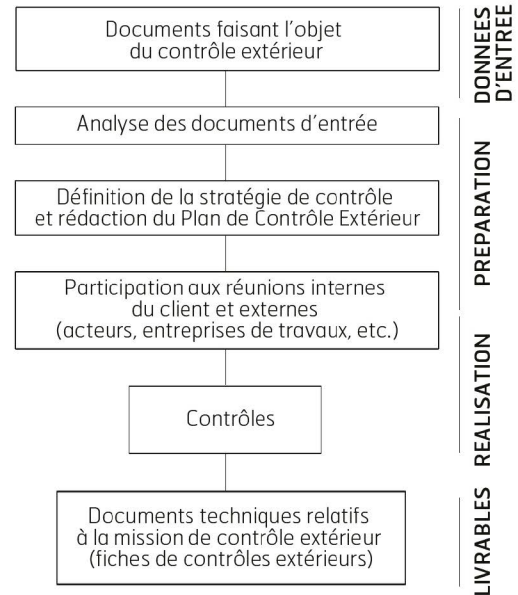 Documents faisant l'objet
du contrôle extérieur
DONNEES
D'ENTREE
Analyse des documents d'entrée
Définition de la stratégie de contrôle
et rédaction du Plan de Contrôle Extérieur
PREPARATION
Participation aux réunions internes
du client et externes
(acteurs, entreprises de travaux, etc.)
Contrôles
REALISATION
Documents techniques relatifs
à la mission de contrôle extérieur
(fiches de contrôles extérieurs)
LIVRABLES